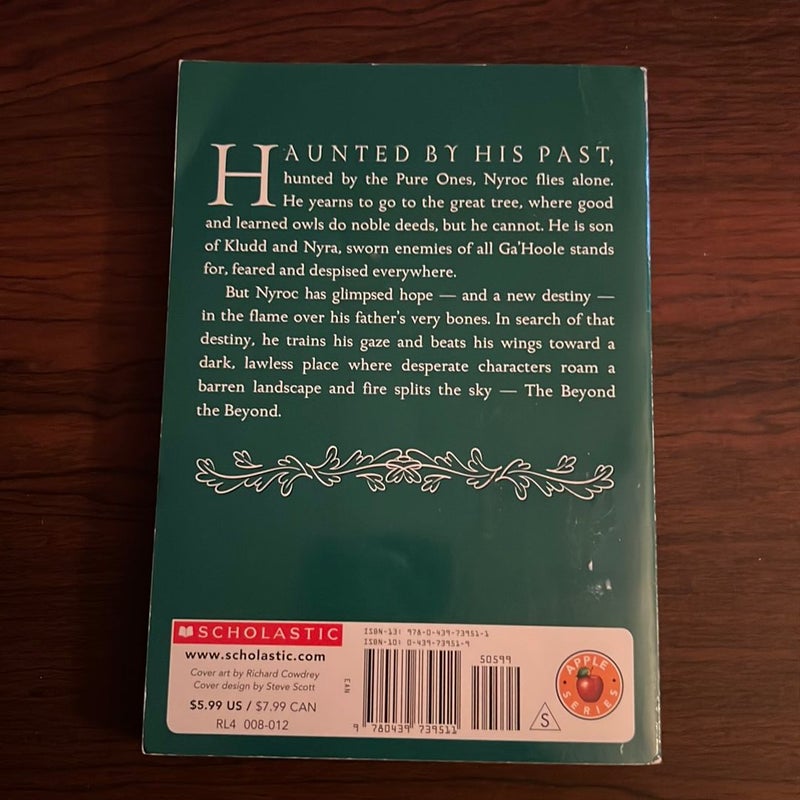 HAUNTED BY HIS PAST,
hunted by the Pure Ones, Nyroc flies alone.
He yearns to go to the great tree, where good
and learned owls do noble deeds, but he cannot. He is son
of Kludd and Nyra, sworn enemies of all Ga'Hoole stands
for, feared and despised everywhere.
But Nyroc has glimpsed hope — and a new destiny —
in the flame over his father's very bones. In search of that
destiny, he trains his gaze and beats his wings toward a
dark, lawless place where desperate characters roam a
barren landscape and fire splits the sky — The Beyond
the Beyond.
SCHOLASTIC
www.scholastic.com
Cover art by Richard Cowdrey
Cover design by Steve Scott
$5.99 US / $7.99 CAN
RL4 008-012
ISBN-13: 978-0-439-73951-1
ISBN-10: 0-439-73951-9
EAN
50599
9 780439 739511
S
APPLE
SERIES